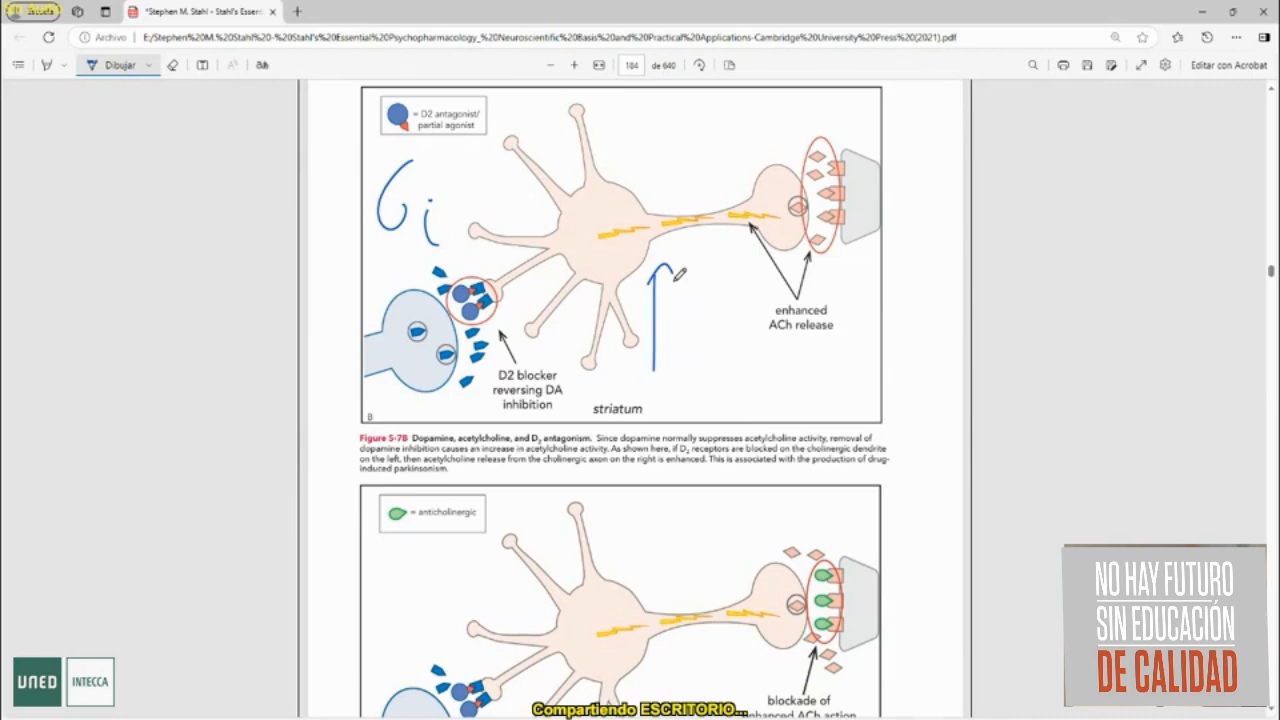 Escuela
*Stephen M. Stahl - Stahl's Essen
Archivo
E:/Stephen%20M.%20Stahl%20-%20Stahl's%20Essential%20Psychopharmacology_%20Neuroscientific%20Basis%20and%20Practical%20Applications-Cambridge%20University%20Press%20(2021).pdf
Dibujar
184
de 640
Editar con Acrobat
= D2 antagonist/
partial agonist
Gi
enhanced
ACh release
D2 blocker
reversing DA
inhibition
striatum
B
Figure 5-7B Dopamine, acetylcholine, and D2 antagonism. Since dopamine normally suppresses acetylcholine activity, removal of
dopamine inhibition causes an increase in acetylcholine activity. As shown here, if D2 receptors are blocked on the cholinergic dendrite
on the left, then acetylcholine release from the cholinergic axon on the right is enhanced. This is associated with the production of drug-
induced parkinsonism.
= anticholinergic
blockade of
enhanced ACh action
NO HAY FUTURO
SIN EDUCACIÓN
DE CALIDAD
UNED
INTECCA
Compartiendo ESCRITORIO...